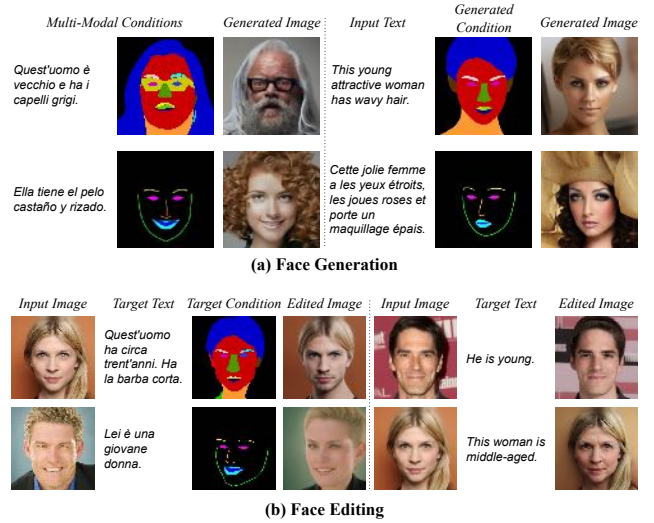 Multi-Modal Conditions Generated Image Input Text Generated Condition Generated Image
Quest'uomo è
vecchio e ha i
capelli grigi.
This young
attractive woman
has wavy hair.
Ella tiene el pelo
castaño y rizado.
Cette jolie femme
a les yeux étroits,
les joues roses et
porte un
maquillage épais.
(a) Face Generation
Input Image Target Text Target Condition Edited Image Input Image Target Text Edited Image
Quest'uomo
ha circa
trent'anni. Ha
la barba corta.
He is young.
Lei è una
giovane
donna.
This woman is
middle-aged.
(b) Face Editing